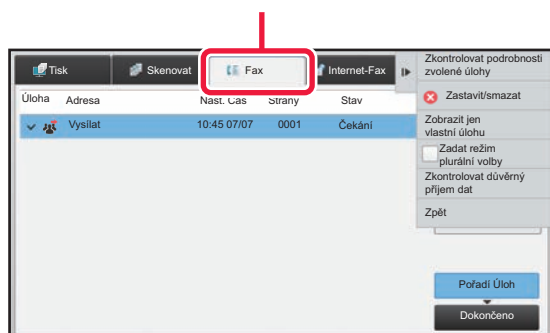 Tisk
Skenovat
Fax
Internet-Fax
Úloha
Adresa
Nast. Čas
Strany
Stav
Vysílat
10:45 07/07
0001
Čekání
Zkontrolovat podrobnosti
zvolené úlohy
Zastavit/smazat
Zobrazit jen
vlastní úlohu
Zadat režim
plurální volby
Zkontrolovat důvěrný
příjem dat
Zpět
Pořadí Úloh
Dokončeno